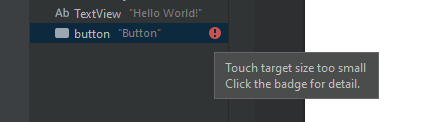 Ab TextView "Hello World!"
button "Button"
Touch target size too small
Click the badge for detail.